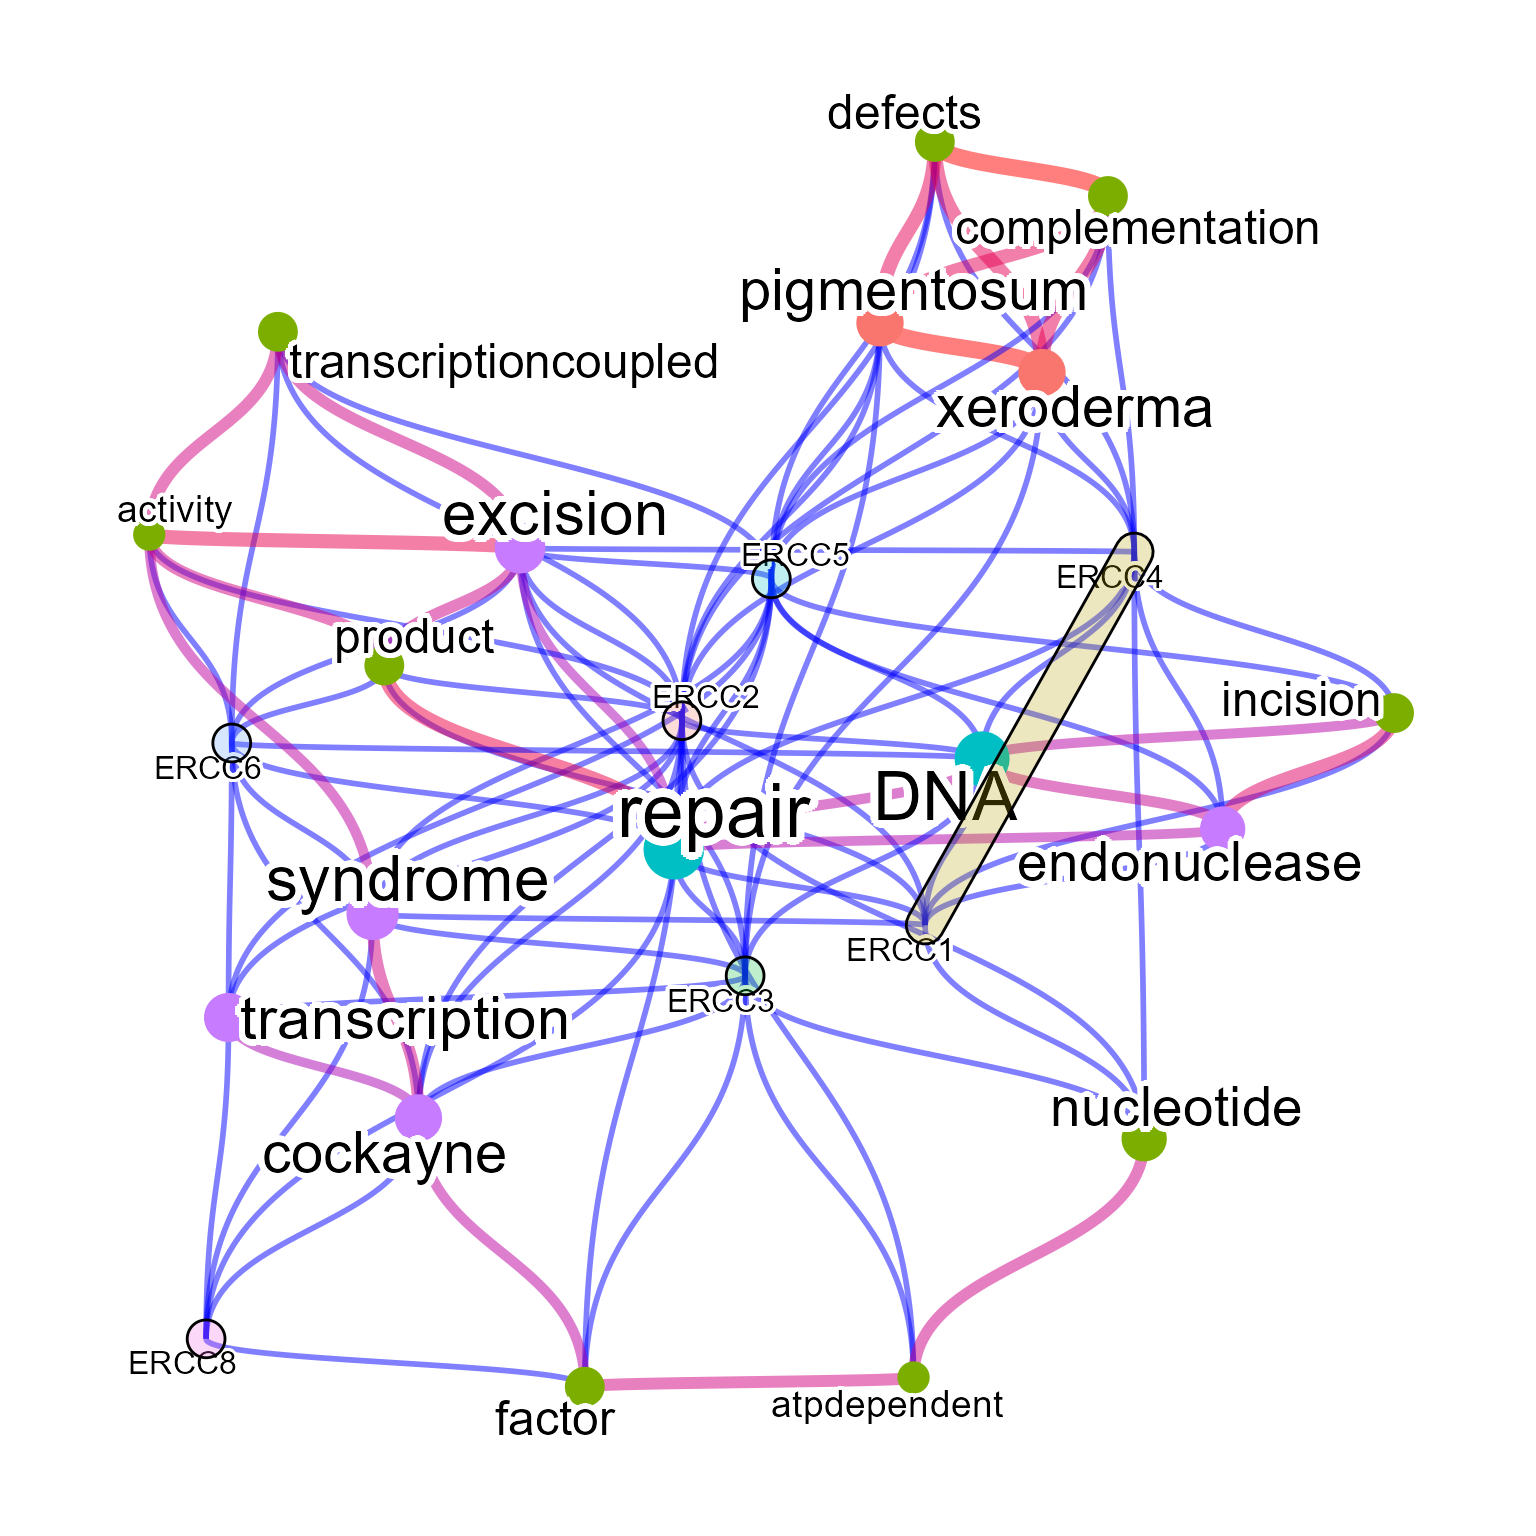 defects
complementation
pigmentosum
transcriptioncoupled
xeroderma
activity
excision
ERCC5
ERCC4
product
ERCC2
incision
ERCC6
DNA
repair
endonuclease
syndrome
ERCC1
ERCC3
transcription
nucleotide
cockayne
ERCC8
atpdependent
factor